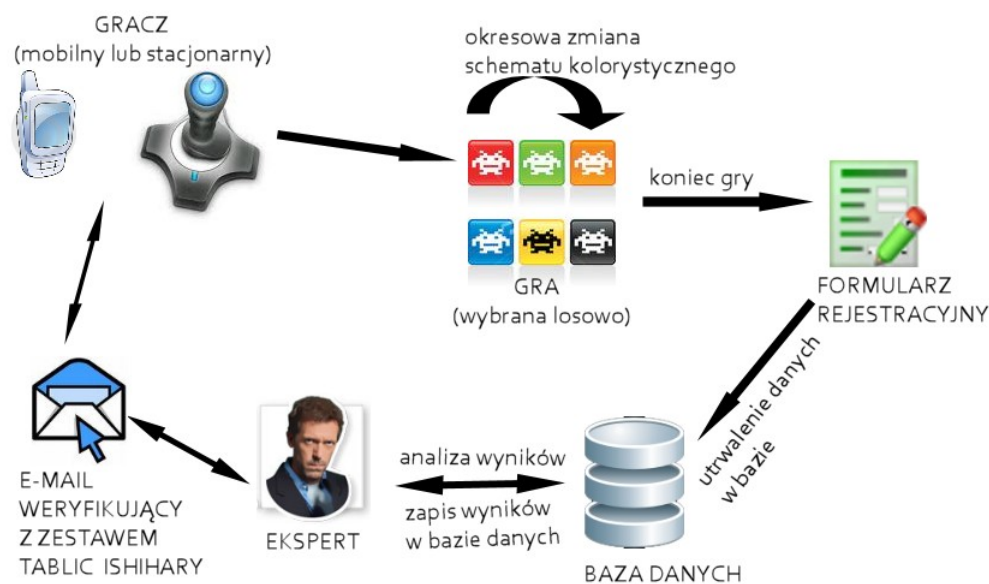 GRACZ
(mobilny lub stacjonarny)
okresowa zmiana
schematu kolorystycznego
koniec gry
GRA
(wybrana losowo)
FORMULARZ
REJESTRACYJNY
utrwalenie danych
w bazie
analiza wyników
zapis wyników
w bazie danych
BAZA DANYCH
EKSPERT
E-MAIL
WERYFIKUJĄCY
Z ZESTAWEM
TABLIC ISHIHARY